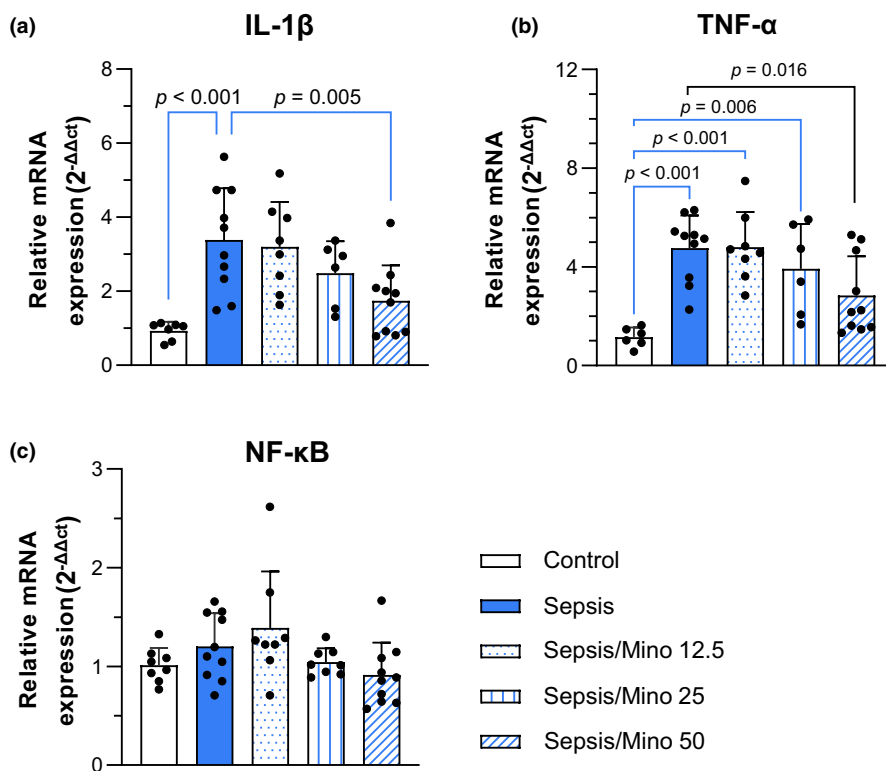 (a)
IL-1β
Relative mRNA
expression (2-ΔΔct)
8
6
4
2
0
p < 0.001
p = 0.005
(b)
TNF-α
Relative mRNA
expression (2-ΔΔct)
12
8
4
0
p = 0.016
p = 0.006
p < 0.001
p < 0.001
(c)
NF-κB
Relative mRNA
expression (2-ΔΔct)
3
2
1
0
Control
Sepsis
Sepsis/Mino 12.5
Sepsis/Mino 25
Sepsis/Mino 50